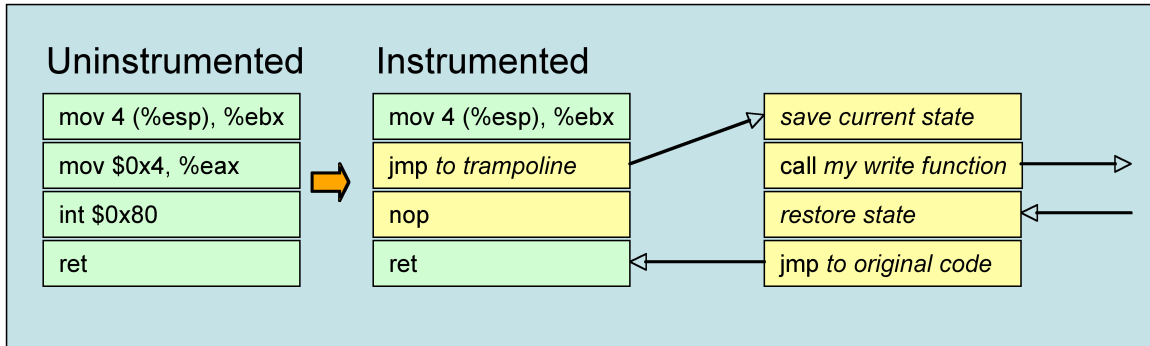 Uninstrumented
mov 4 (%esp), %ebx
mov $0x4, %eax
int $0x80
ret
Instrumented
mov 4 (%esp), %ebx
jmp to trampoline
nop
ret
save current state
call my write function
restore state
jmp to original code